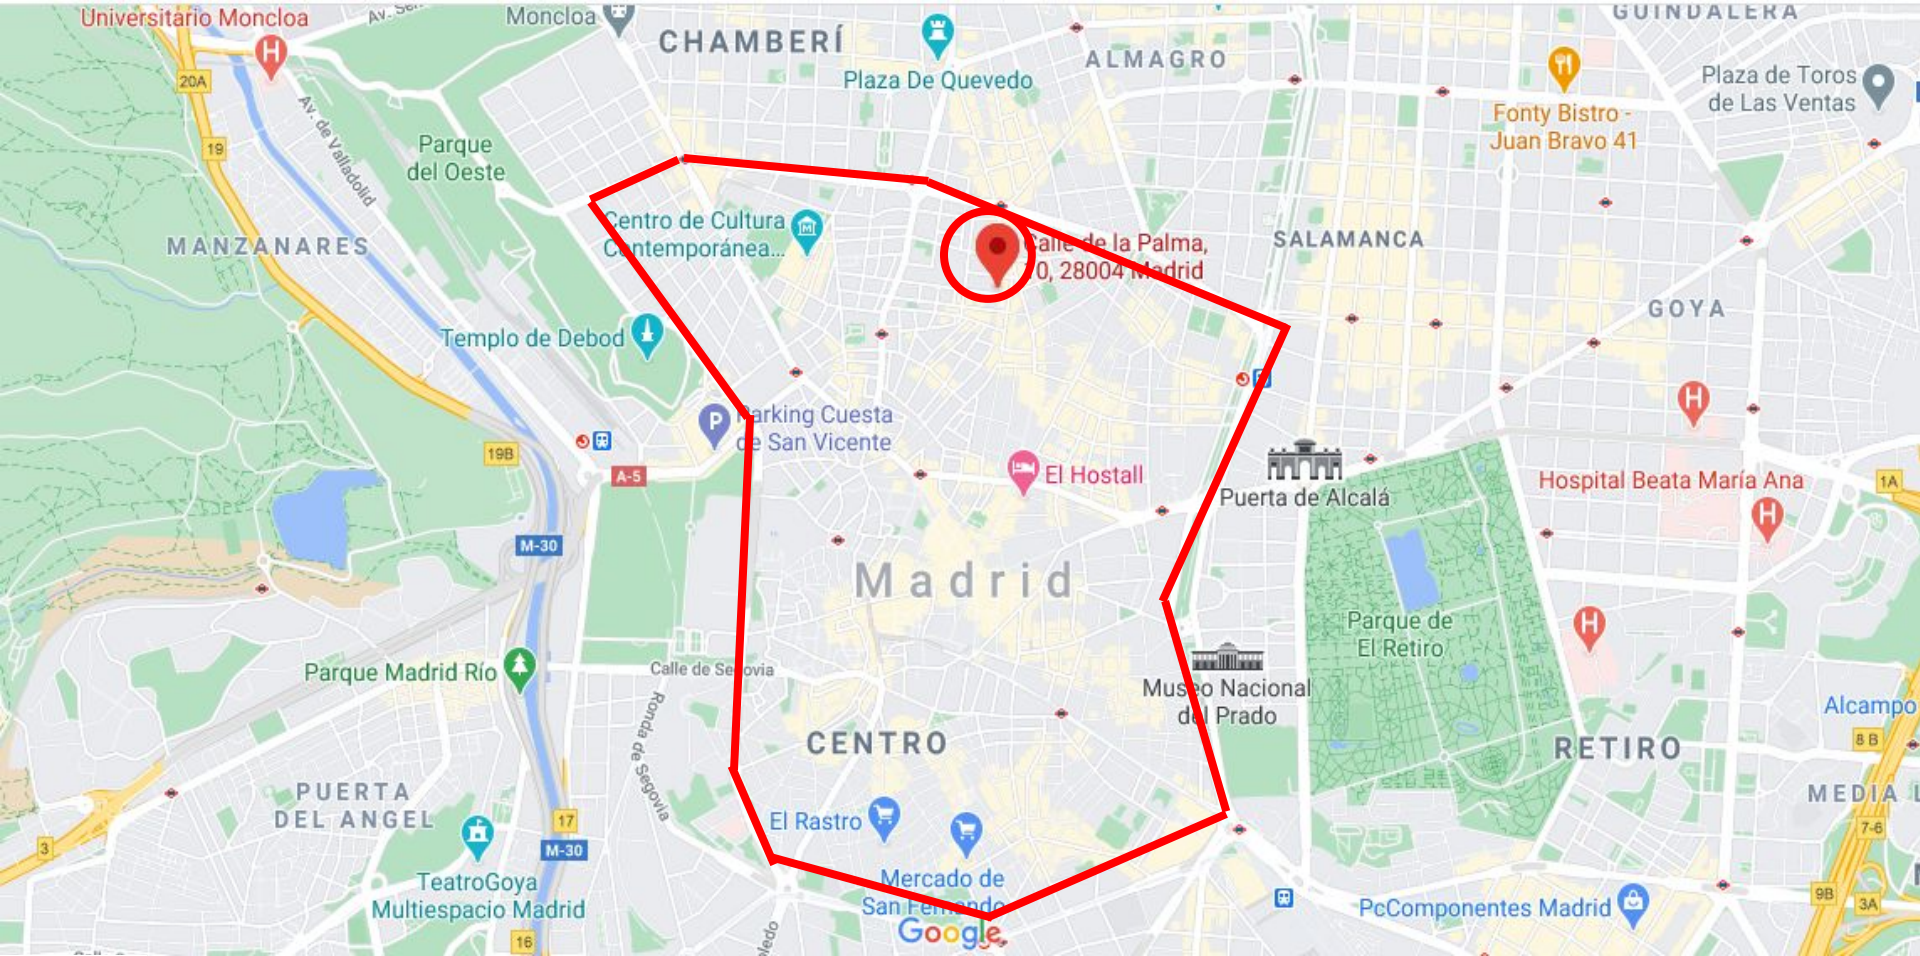 Universitario Moncloa
Av. Sen
Moncloa
GUINDALERA
CHAMBERÍ
ALMAGRO
Plaza De Quevedo
Plaza de Toros
de Las Ventas
20A
Fonty Bistro -
Juan Bravo 41
Av. de Valladolid
19
Parque
del Oeste
Centro de Cultura
Contemporánea...
MANZANARES
Calle de la Palma,
70, 28004 Madrid
SALAMANCA
GOYA
Templo de Debod
Parking Cuesta
de San Vicente
19B
A-5
El Hostall
Puerta de Alcalá
Hospital Beata María Ana
1A
M-30
Madrid
Parque de
El Retiro
Parque Madrid Río
Calle de Segovia
Museo Nacional
del Prado
Ronda de Segovia
Alcampo
CENTRO
RETIRO
8 B
PUERTA
DEL ANGEL
MEDIA L
El Rastro
17
7-6
3
M-30
TeatroGoya
Multiespacio Madrid
Mercado de
San Fernando
Google
PcComponentes Madrid
9B
3A
16
oledo